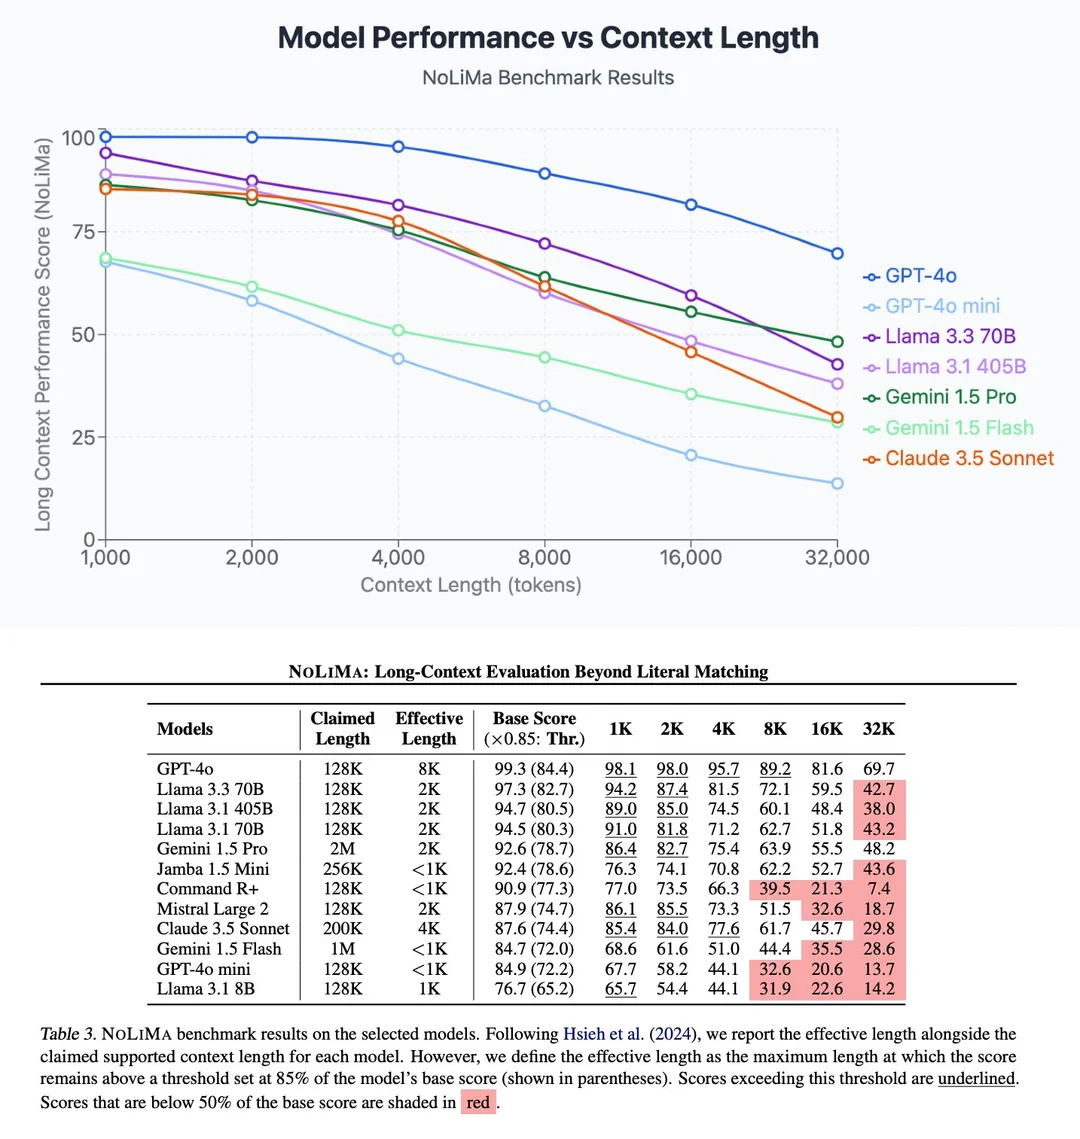 Model Performance vs Context Length
NoLiMa Benchmark Results
Long Context Performance Score (NoLiMa)
100
75
50
25
0
1,000 2,000 4,000 8,000 16,000 32,000
Context Length (tokens)
GPT-4o
GPT-4o mini
Llama 3.3 70B
Llama 3.1 405B
Gemini 1.5 Pro
Gemini 1.5 Flash
Claude 3.5 Sonnet
NOLIMA: Long-Context Evaluation Beyond Literal Matching
Models Claimed Length Effective Length Base Score (×0.85: Thr.) 1K 2K 4K 8K 16K 32K
GPT-4o 128K 8K 99.3 (84.4) 98.1 98.0 95.7 89.2 81.6 69.7
Llama 3.3 70B 128K 2K 97.3 (82.7) 94.2 87.4 81.5 72.1 59.5 42.7
Llama 3.1 405B 128K 2K 94.7 (80.5) 89.0 85.0 74.5 60.1 48.4 38.0
Llama 3.1 70B 128K 2K 94.5 (80.3) 91.0 81.8 71.2 62.7 51.8 43.2
Gemini 1.5 Pro 2M 2K 92.6 (78.7) 86.4 82.7 75.4 63.9 55.5 48.2
Jamba 1.5 Mini 256K <1K 92.4 (78.6) 76.3 74.1 70.8 62.2 52.7 43.6
Command R+ 128K <1K 90.9 (77.3) 77.0 73.5 66.3 39.5 21.3 7.4
Mistral Large 2 128K 2K 87.9 (74.7) 86.1 85.5 73.3 51.5 32.6 18.7
Claude 3.5 Sonnet 200K 4K 87.6 (74.4) 85.4 84.0 77.6 61.7 45.7 29.8
Gemini 1.5 Flash 1M <1K 84.7 (72.0) 68.6 61.6 51.0 44.4 35.5 28.6
GPT-4o mini 128K <1K 84.9 (72.2) 67.7 58.2 44.1 32.6 20.6 13.7
Llama 3.1 8B 128K 1K 76.7 (65.2) 65.7 54.4 44.1 31.9 22.6 14.2
Table 3. NOLIMA benchmark results on the selected models. Following Hsieh et al. (2024), we report the effective length alongside the
claimed supported context length for each model. However, we define the effective length as the maximum length at which the score
remains above a threshold set at 85% of the model's base score (shown in parentheses). Scores exceeding this threshold are underlined.
Scores that are below 50% of the base score are shaded in red.